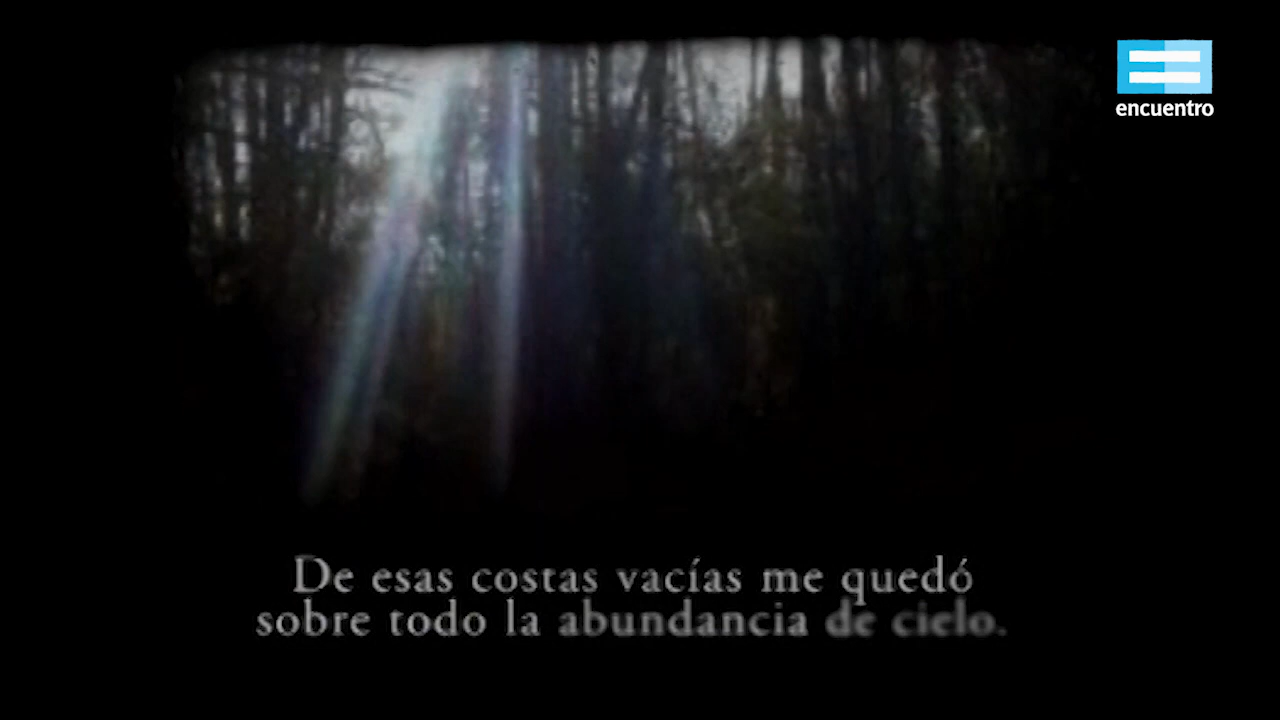 encuentro
De esas costas vacías me quedó
sobre todo la abundancia de cielo.